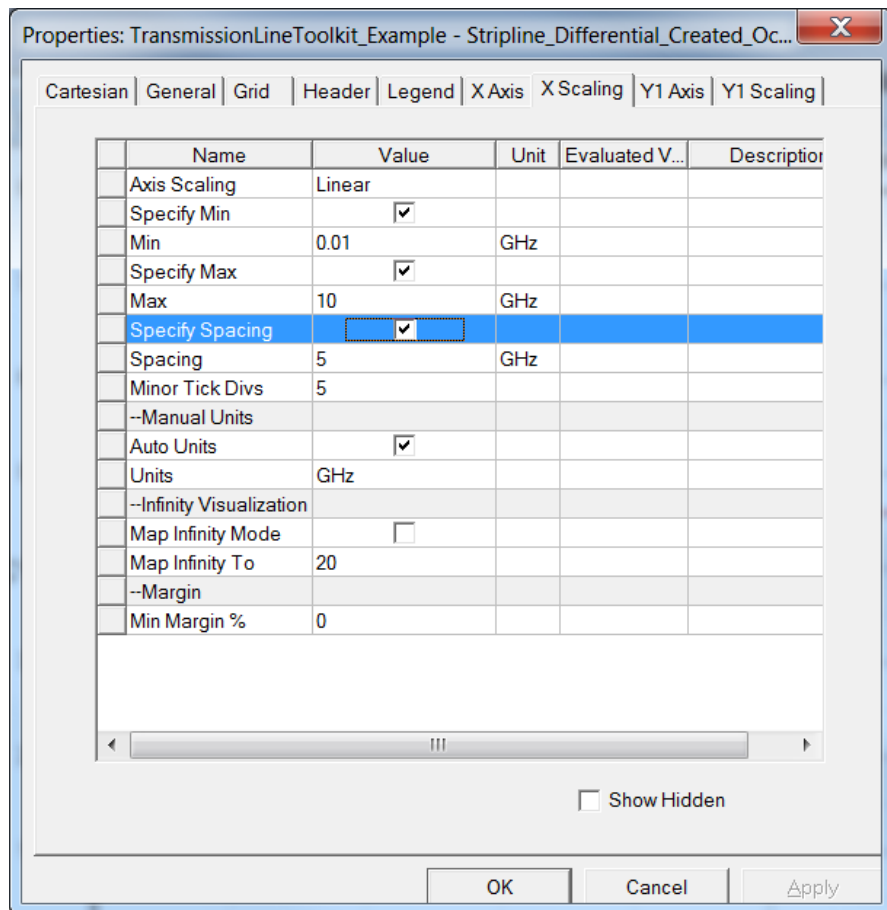 Properties: TransmissionLineToolkit_Example - Stripline_Differential_Created_Oc...
Cartesian General Grid Header Legend X Axis X Scaling Y1 Axis Y1 Scaling
Name Value Unit Evaluated V... Description
Axis Scaling Linear
Specify Min
Min 0.01 GHz
Specify Max
Max 10 GHz
Specify Spacing
Spacing 5 GHz
Minor Tick Divs 5
--Manual Units
Auto Units
Units GHz
--Infinity Visualization
Map Infinity Mode
Map Infinity To 20
--Margin
Min Margin % 0
Show Hidden
OK Cancel Apply